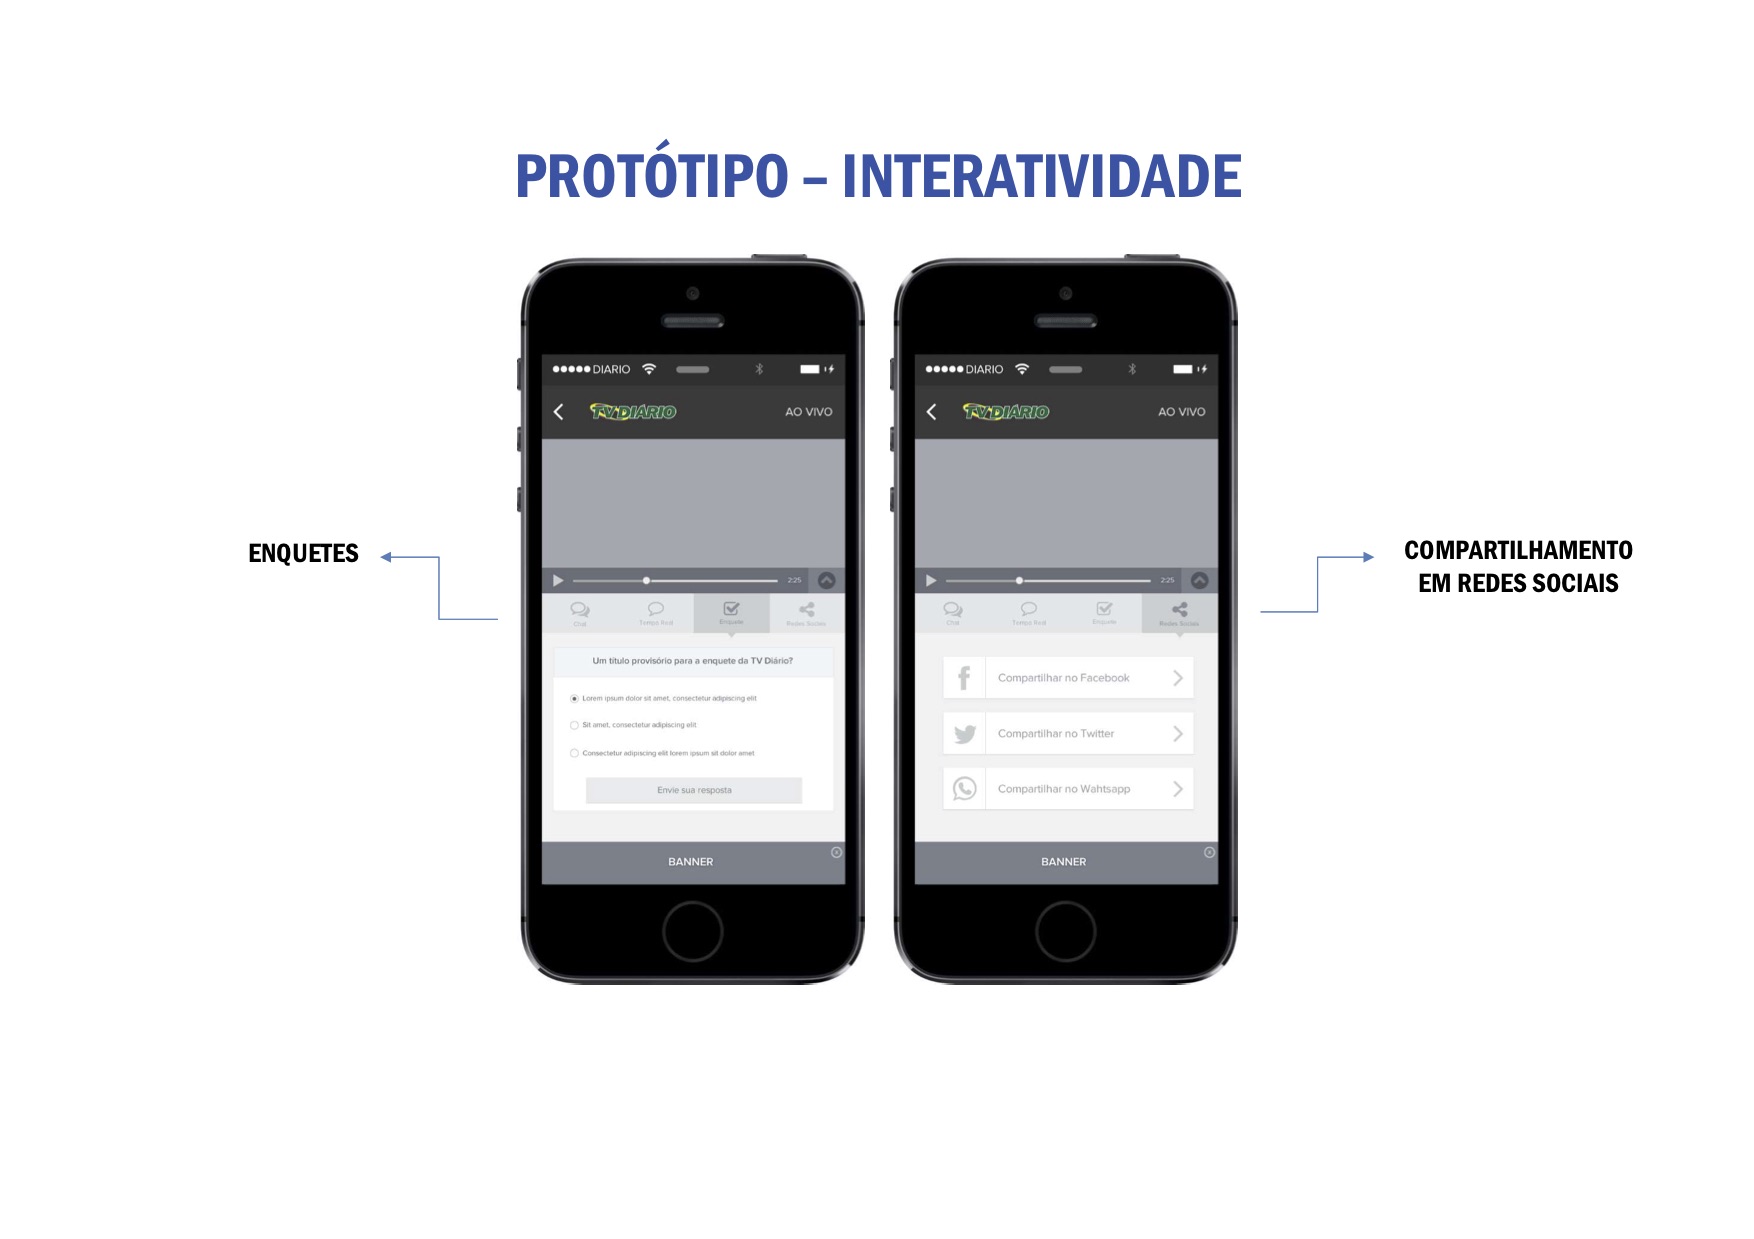 PROTÓTIPO – INTERATIVIDADE
DIARIO
TV DIÁRIO
AO VIVO
2:25
Chat
Tempo Real
Enquete
Redes Sociais
Um título provisório para a enquete da TV Diário?
Lorem ipsum dolor sit amet, consectetur adipiscing elit
Sit amet, consectetur adipiscing elit
Consectetur adipiscing elit lorem ipsum sit dolor amet
Envie sua resposta
BANNER
DIARIO
TV DIÁRIO
AO VIVO
2:25
Chat
Tempo Real
Enquete
Redes Sociais
Compartilhar no Facebook
Compartilhar no Twitter
Compartilhar no Wahtsapp
BANNER
ENQUETES
COMPARTILHAMENTO
EM REDES SOCIAIS